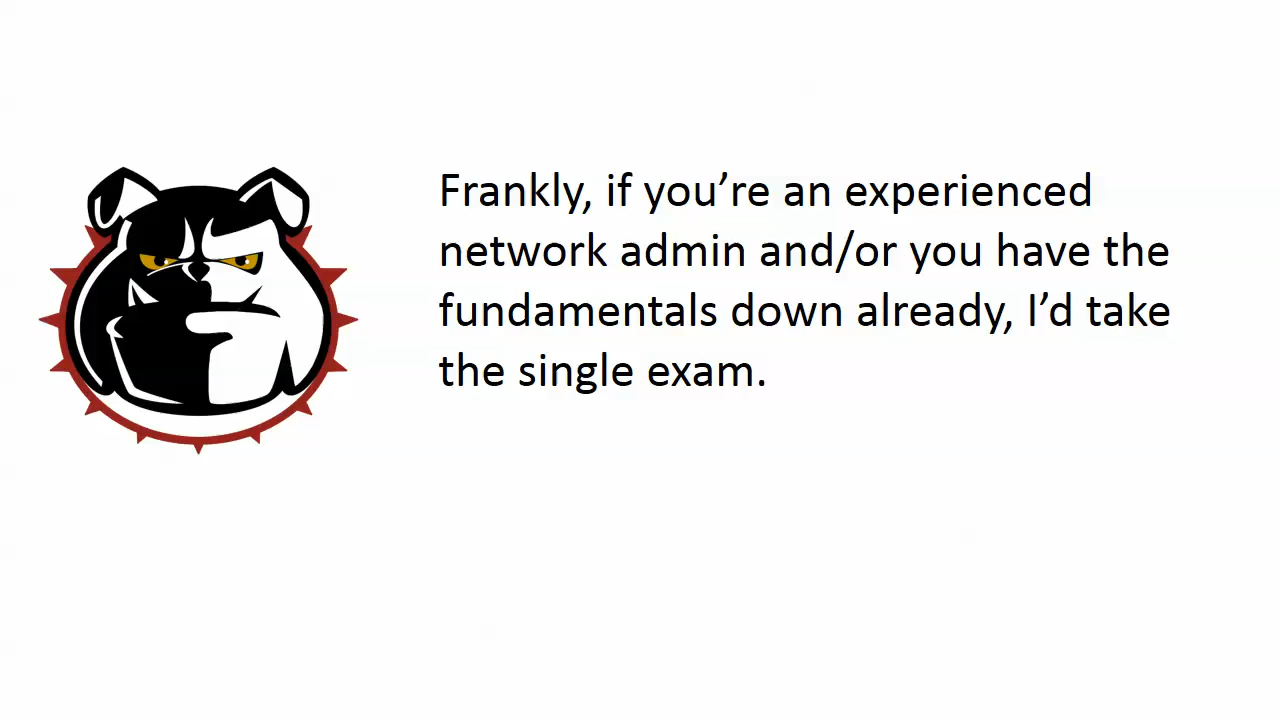 Frankly, if you’re an experienced
network admin and/or you have the
fundamentals down already, I’d take
the single exam.